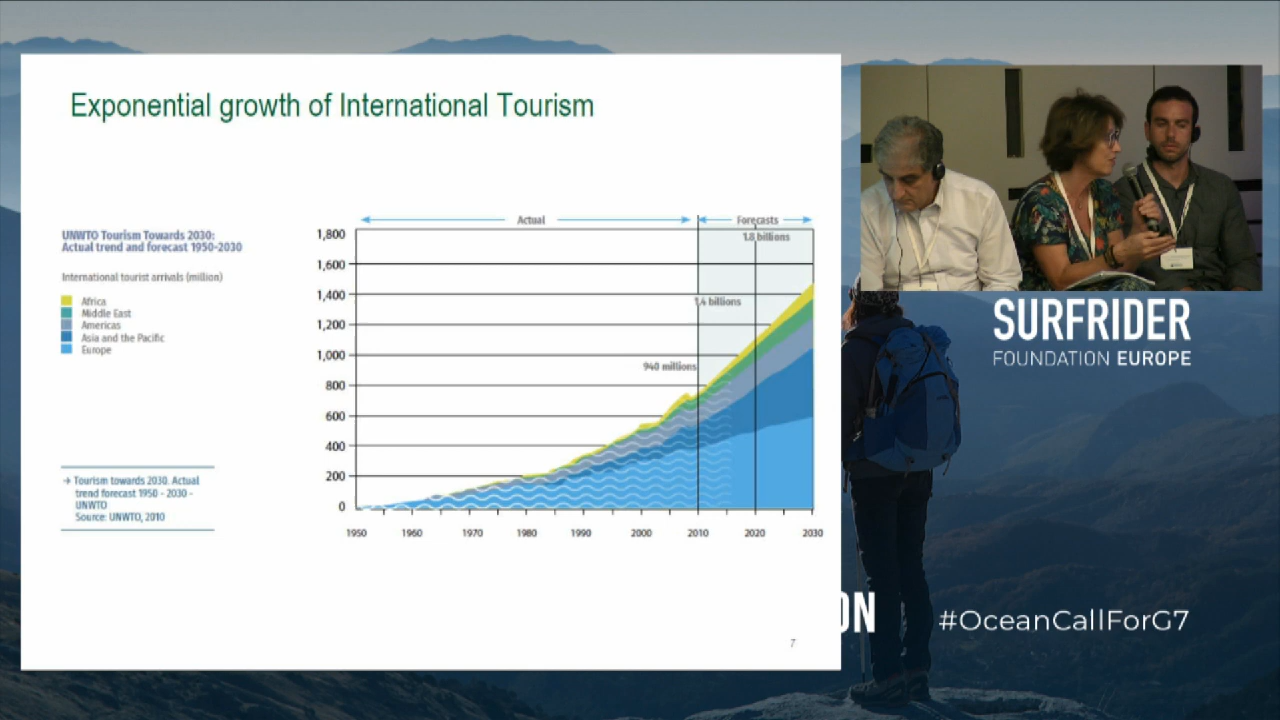 Exponential growth of International Tourism
UNWTO Tourism Towards 2030:
Actual trend and forecast 1950-2030
International tourist arrivals (million)
Africa
Middle East
Americas
Asia and the Pacific
Europe
→ Tourism towards 2030. Actual
trend forecast 1950 - 2030 -
UNWTO
Source: UNWTO, 2010
Actual
Forecasts
1.8 billions
1,4 billions
940 millions
1,800
1,600
1,400
1,200
1,000
800
600
400
200
0
1950
1960
1970
1980
1990
2000
2010
2020
2030
7
SURFRIDER
FOUNDATION EUROPE
ON
#OceanCallForG7